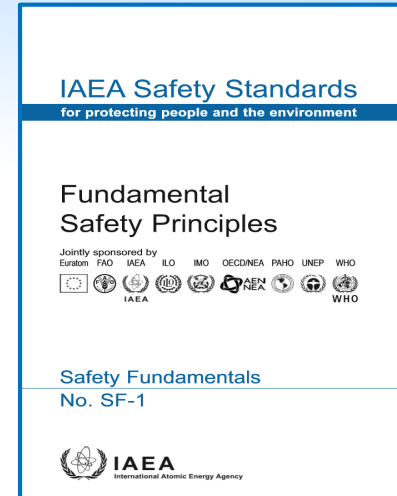 IAEA Safety Standards
for protecting people and the environment
Fundamental
Safety Principles
Jointly sponsored by
Euratom FAO IAEA ILO IMO OECD/NEA PAHO UNEP WHO
IAEA
AEN
NEA
WHO
Safety Fundamentals
No. SF-1
IAEA
International Atomic Energy Agency